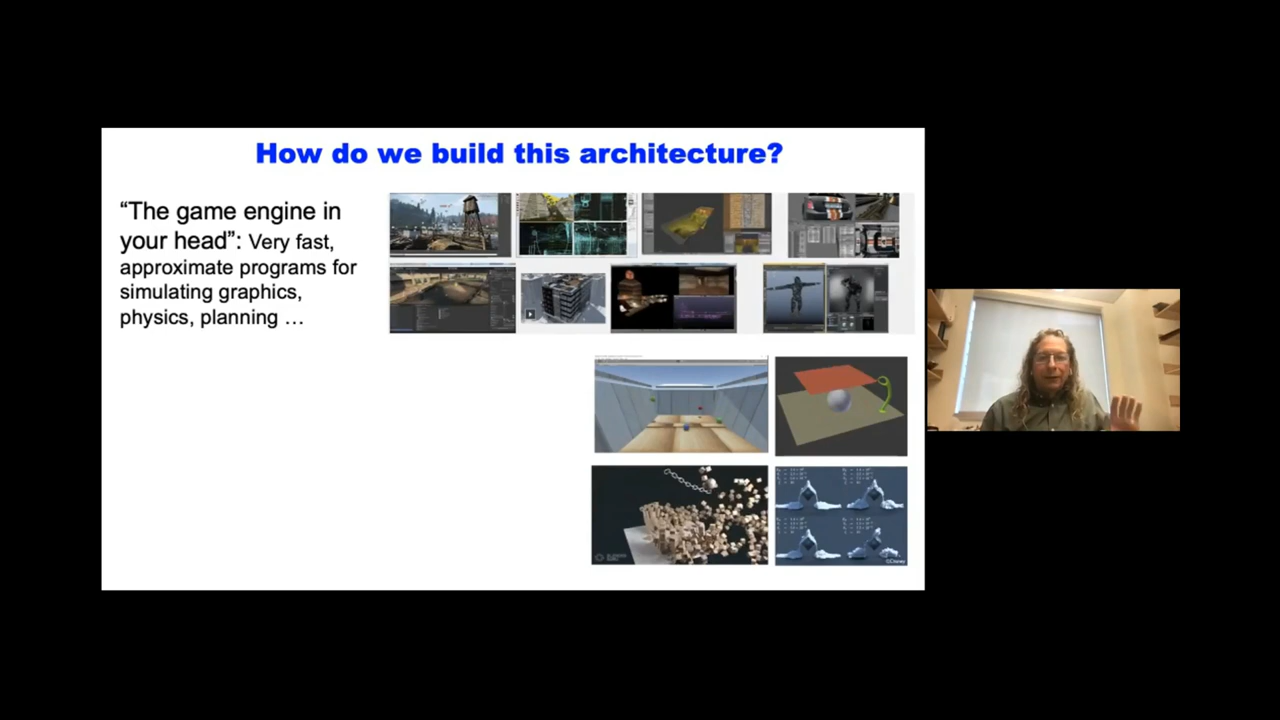 How do we build this architecture?
“The game engine in
your head”: Very fast,
approximate programs for
simulating graphics,
physics, planning …
©Disney